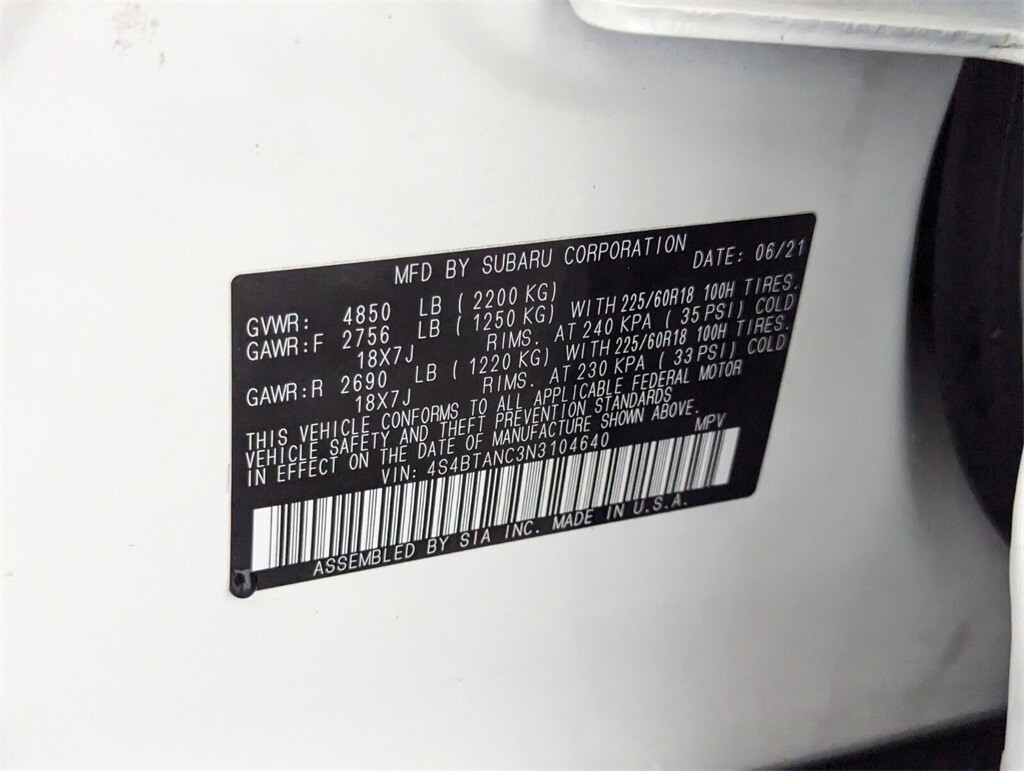 MFD BY SUBARU CORPORATION DATE: 06/21
GVWR: 4850 LB (2200 KG)
GAWR:F 2756 LB (1250 KG) WITH 225/60R18 100H TIRES.
18X7J RIMS. AT 240 KPA (35 PSI) COLD
GAWR:R 2690 LB (1220 KG) WITH 225/60R18 100H TIRES.
18X7J RIMS. AT 230 KPA (33 PSI) COLD
THIS VEHICLE CONFORMS TO ALL APPLICABLE FEDERAL MOTOR
VEHICLE SAFETY AND THEFT PREVENTION STANDARDS
IN EFFECT ON THE DATE OF MANUFACTURE SHOWN ABOVE.
VIN: 4S4BTANC3N3104640 MPV
ASSEMBLED BY SIA INC. MADE IN U.S.A.